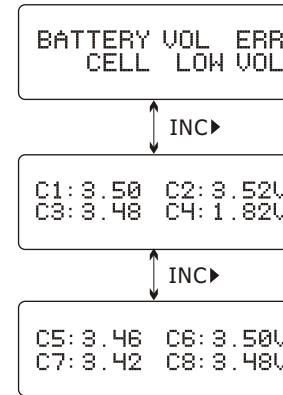 BATTERY VOL ERR
CELL LOW VOL
INC▶
C1:3.50 C2:3.52V
C3:3.48 C4:1.82V
INC▶
C5:3.46 C6:3.50V
C7:3.42 C8:3.48V